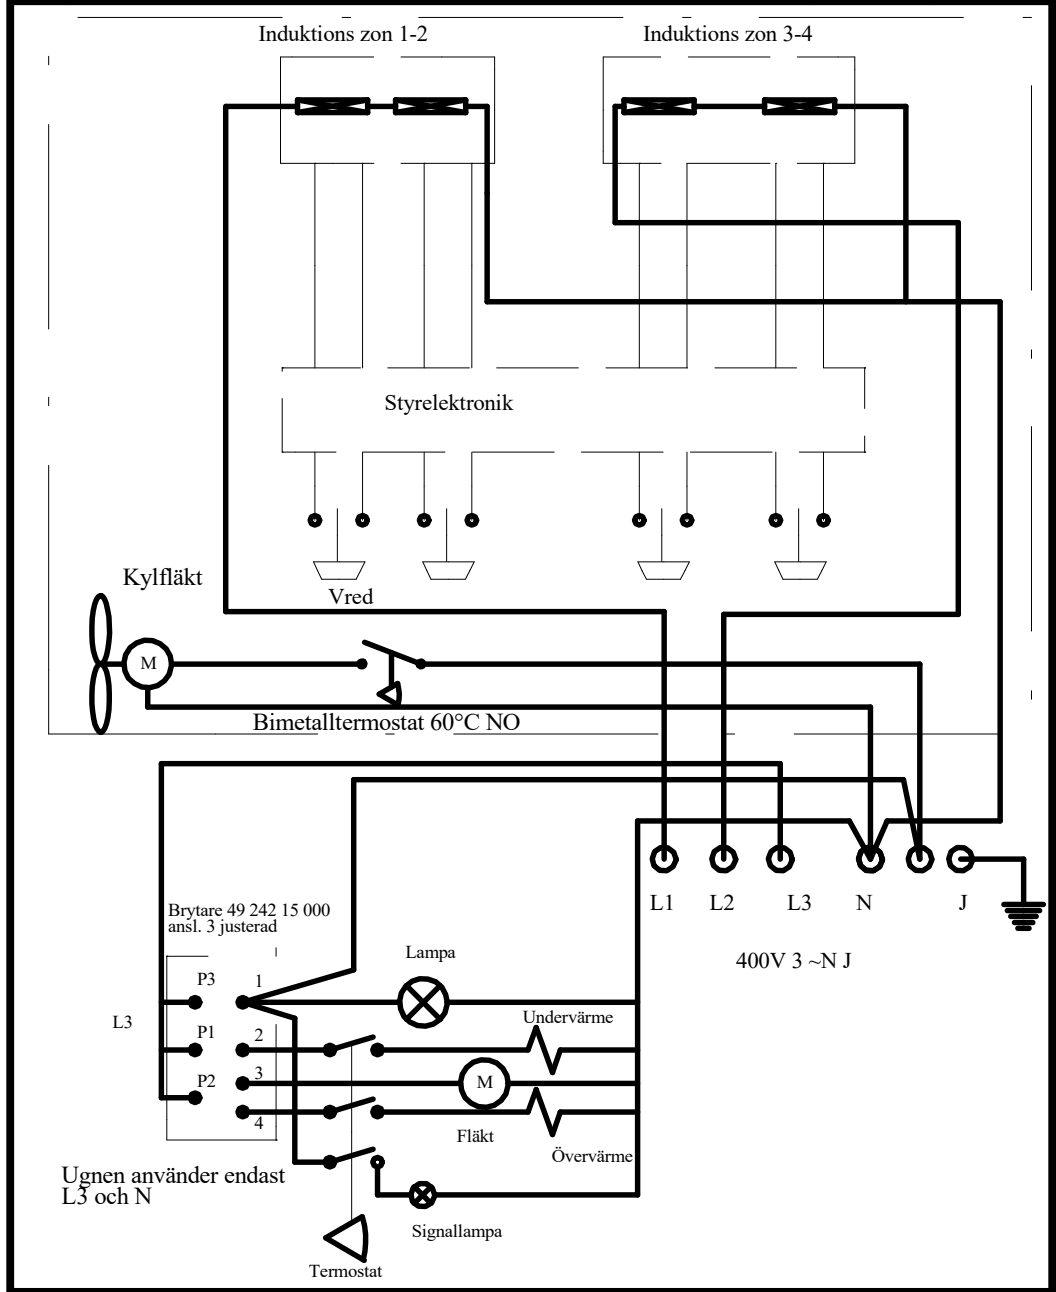 Induktions zon 1-2
Induktions zon 3-4
Styrelektronik
Vred
Kylfläkt
M
Bimetalltermostat 60°C NO
L1
L2
L3
N
J
400V 3 ~N J
Brytare 49 242 15 000
ansl. 3 justerad
Lampa
P3
1
L3
Undervärme
P1
2
P2
3
M
4
Fläkt
Övervärme
Ugnen använder endast
L3 och N
Signallampa
Termostat